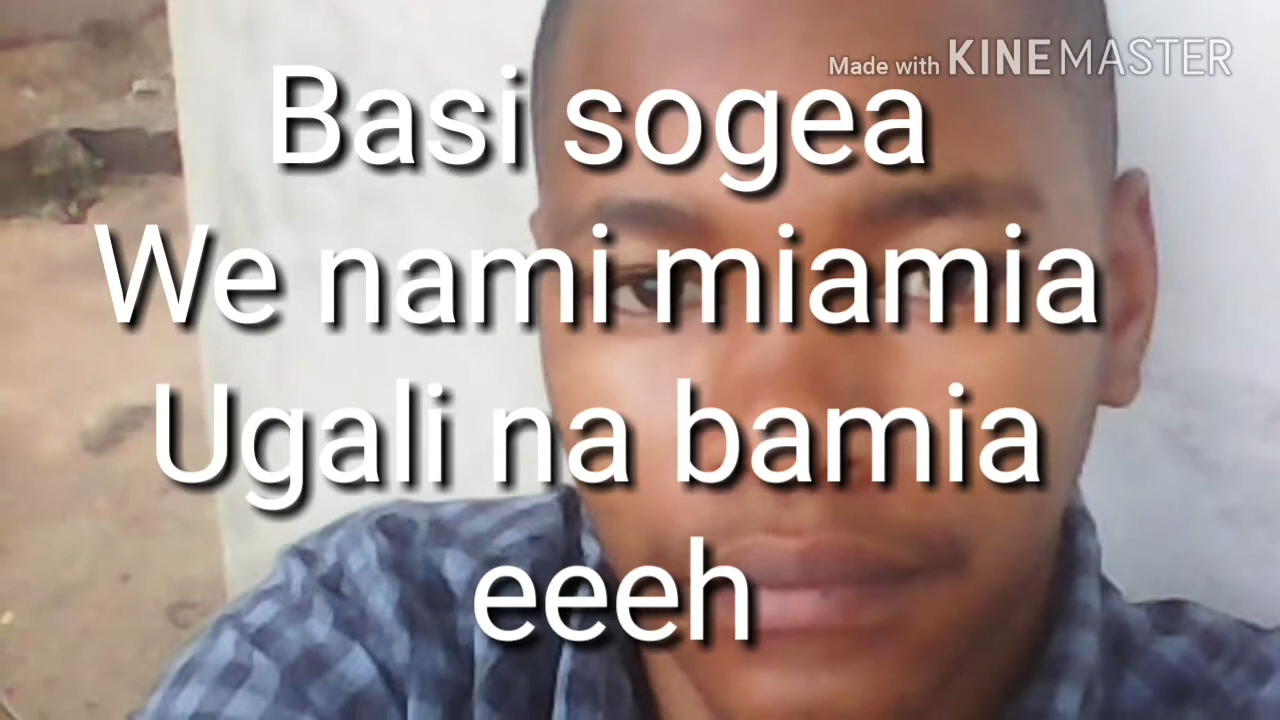 Made with KINEMASTER
Basi sogea
We nami miamia
Ugali na bamia
eeeh